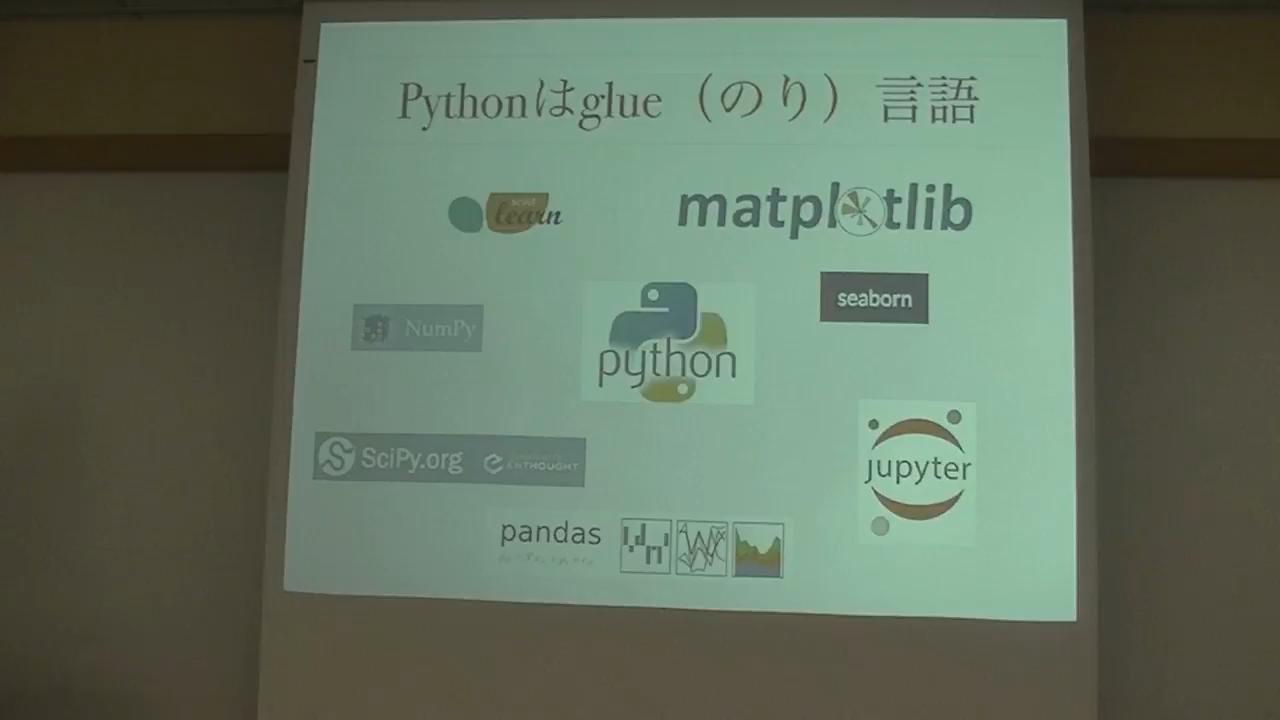 Pythonはglue（のり）言語
scikit
learn
matplotlib
seaborn
NumPy
python
SciPy.org
ENTHOUGHT
jupyter
pandas